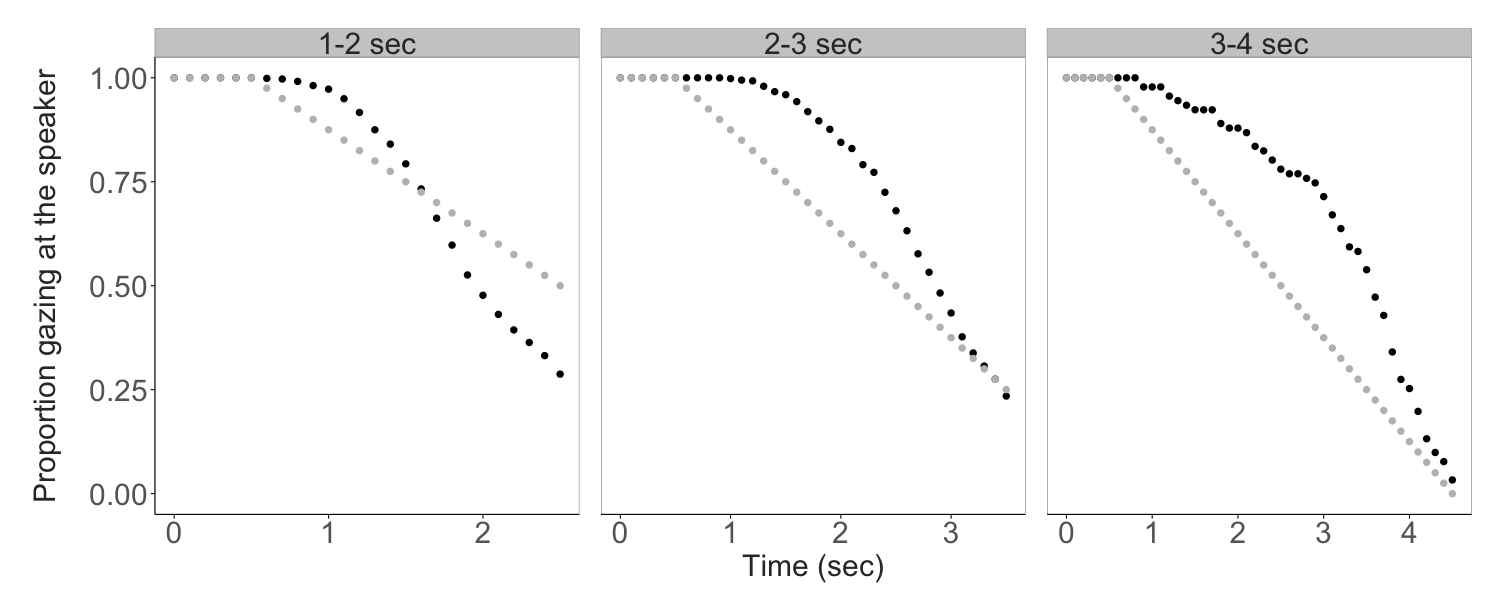 1-2 sec
2-3 sec
3-4 sec
Proportion gazing at the speaker
1.00
0.75
0.50
0.25
0.00
0 1 2
0 1 2 3
0 1 2 3 4
Time (sec)